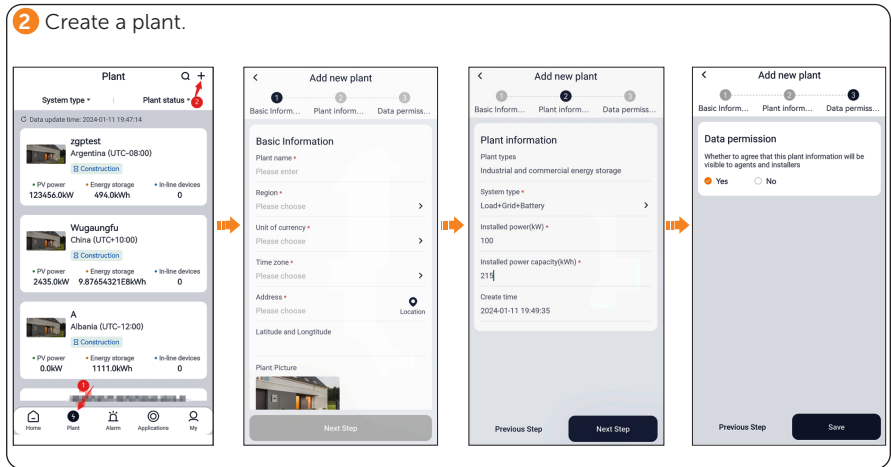 2 Create a plant.
Plant
System type Plant status
2
Data update time: 2024-01-11 19:47:14
zgptest
Argentina (UTC-08:00)
Construction
• PV power • Energy storage • In-line devices
123456.0kW 494.0kWh 0
Wugaungfu
China (UTC+10:00)
Construction
• PV power • Energy storage • In-line devices
2435.0kW 9.87654321E8kWh 0
A
Albania (UTC-12:00)
Construction
• PV power • Energy storage • In-line devices
0.0kW 1111.0kWh 0
1
Home Plant Alarm Applications My
Add new plant
1 2 3
Basic Inform... Plant inform... Data permiss...
Basic Information
Plant name •
Please enter
Region •
Please choose
Unit of currency •
Please choose
Time zone •
Please choose
Address •
Please choose Location
Latitude and Longtitude
Plant Picture
Next Step
Add new plant
1 2 3
Basic Inform... Plant inform... Data permiss...
Plant information
Plant types
Industrial and commercial energy storage
System type •
Load+Grid+Battery
Installed power(kW) •
100
Installed power capacity(kWh) •
215
Create time
2024-01-11 19:49:35
Previous Step Next Step
Add new plant
1 2 3
Basic Inform... Plant inform... Data permiss...
Data permission
Whether to agree that this plant information will be
visible to agents and installers
Yes No
Previous Step Save